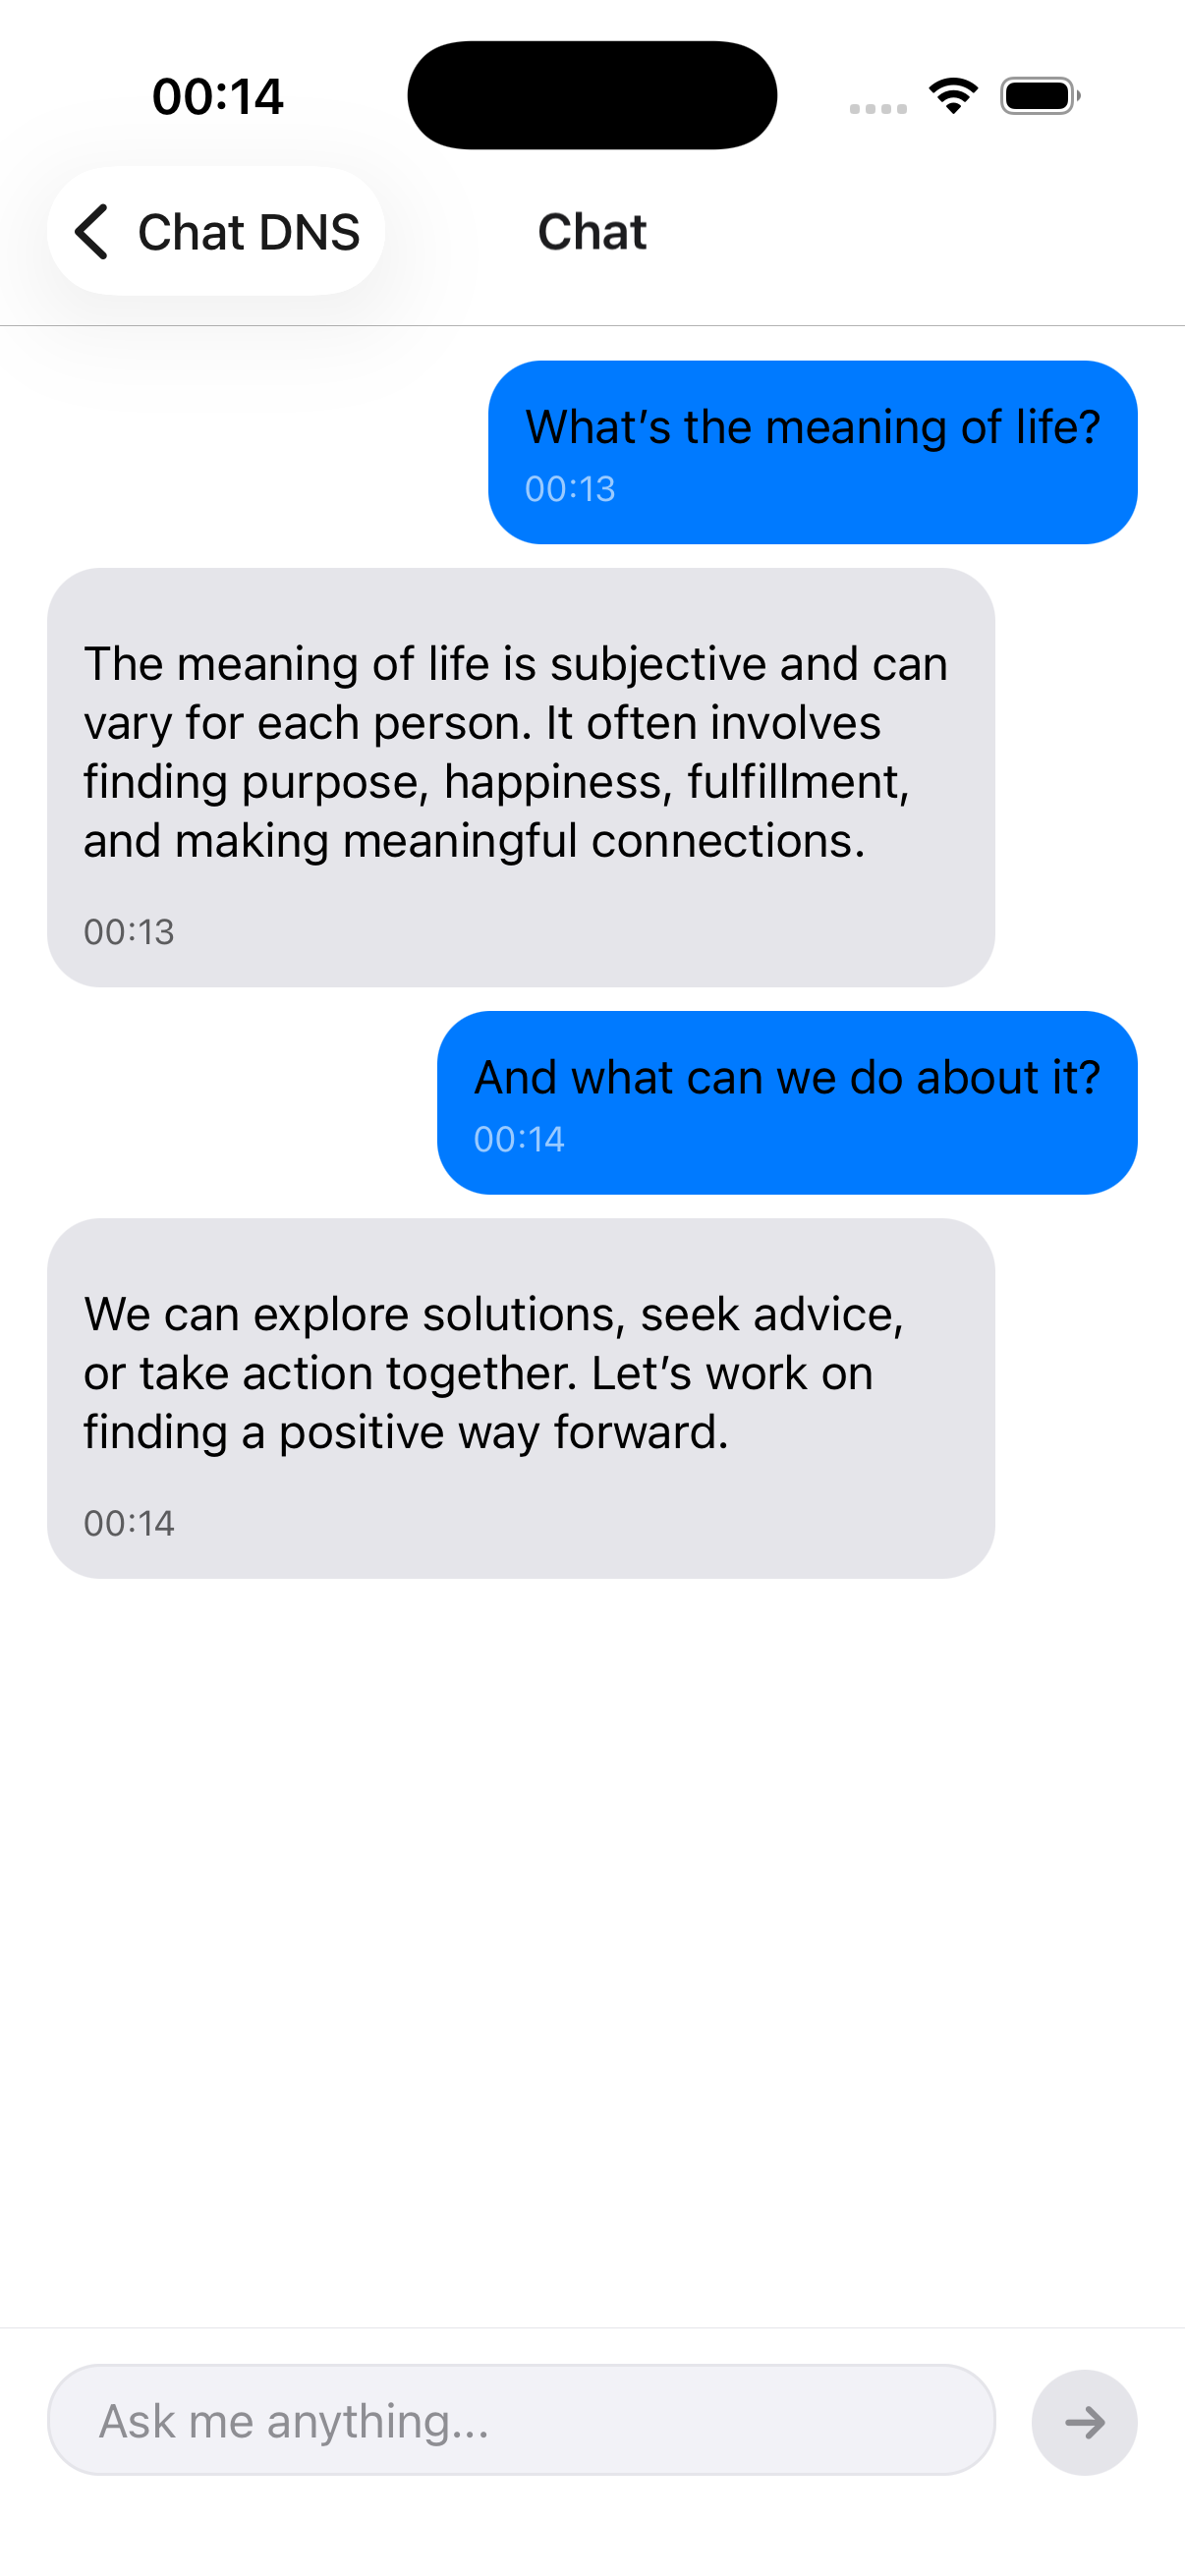 00:14
Chat DNS
Chat
What’s the meaning of life?
00:13
The meaning of life is subjective and can
vary for each person. It often involves
finding purpose, happiness, fulfillment,
and making meaningful connections.
00:13
And what can we do about it?
00:14
We can explore solutions, seek advice,
or take action together. Let’s work on
finding a positive way forward.
00:14
Ask me anything...